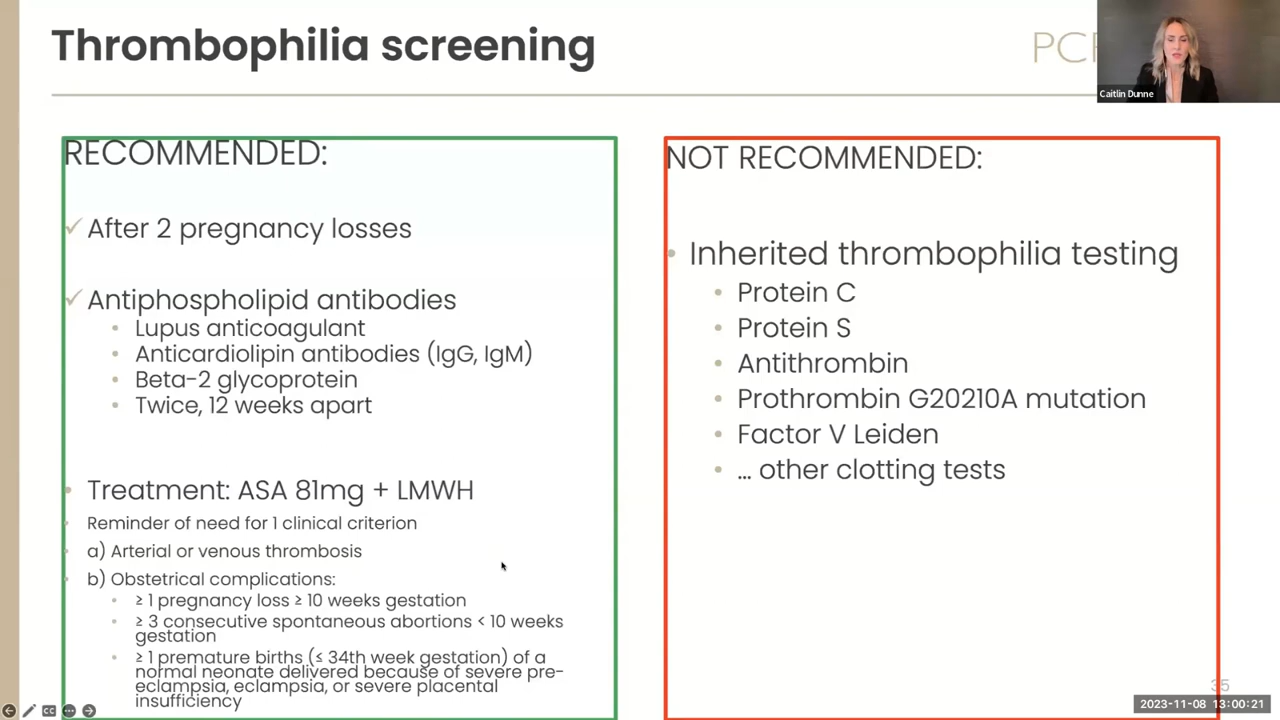 Thrombophilia screening
Caitlin Dunne
RECOMMENDED:
After 2 pregnancy losses
Antiphospholipid antibodies
Lupus anticoagulant
Anticardiolipin antibodies (IgG, IgM)
Beta-2 glycoprotein
Twice, 12 weeks apart
Treatment: ASA 81mg + LMWH
Reminder of need for 1 clinical criterion
a) Arterial or venous thrombosis
b) Obstetrical complications:
≥ 1 pregnancy loss ≥ 10 weeks gestation
≥ 3 consecutive spontaneous abortions < 10 weeks
gestation
≥ 1 premature births (≤ 34th week gestation) of a
normal neonate delivered because of severe pre-
eclampsia, eclampsia, or severe placental
insufficiency
NOT RECOMMENDED:
Inherited thrombophilia testing
Protein C
Protein S
Antithrombin
Prothrombin G20210A mutation
Factor V Leiden
... other clotting tests
35
2023-11-08 13:00:21